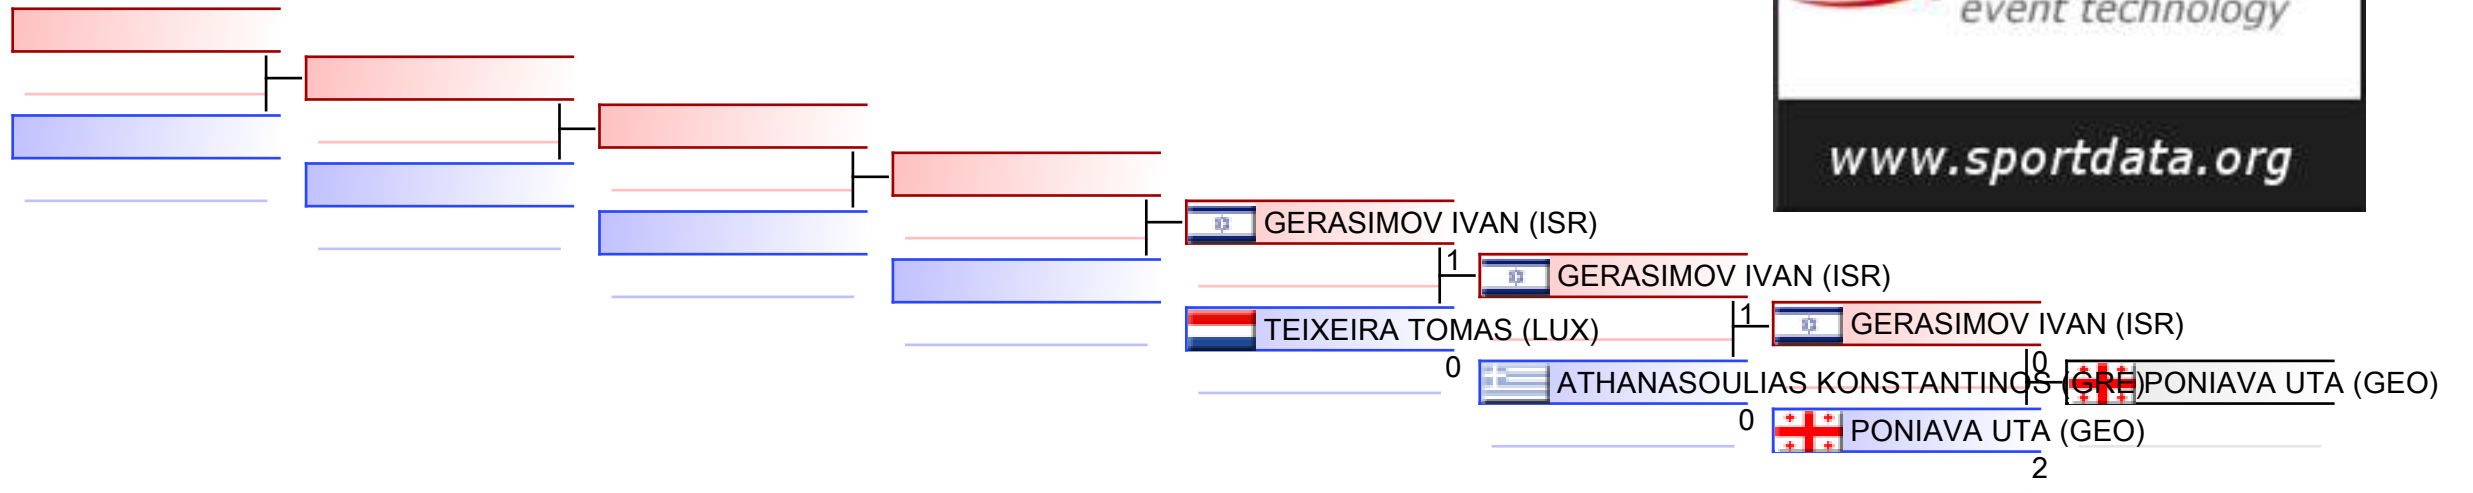 event technology
www.sportdata.org
GERASIMOV IVAN (ISR)
1
GERASIMOV IVAN (ISR)
TEIXEIRA TOMAS (LUX)
0
1
GERASIMOV IVAN (ISR)
ATHANASOULIAS KONSTANTINOS (GRE)
0
0
PONIAVA UTA (GEO)
PONIAVA UTA (GEO)
2